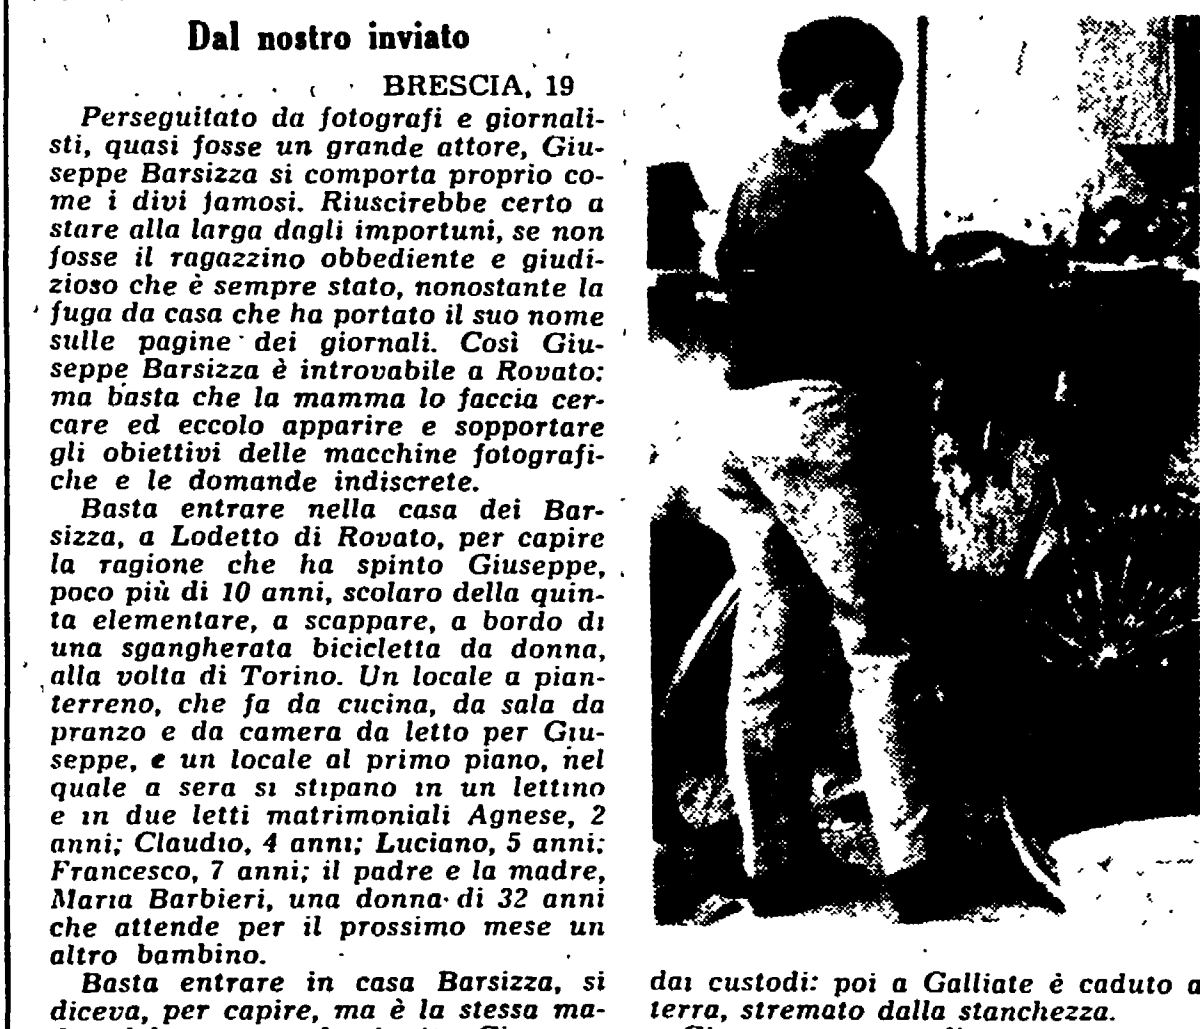 Dal nostro inviato
BRESCIA, 19
Perseguitato da fotografi e giornali-
sti, quasi fosse un grande attore, Giu-
seppe Barsizza si comporta proprio co-
me i divi famosi. Riuscirebbe certo a
stare alla larga dagli importuni, se non
fosse il ragazzino obbediente e giudi-
zioso che è sempre stato, nonostante la
fuga da casa che ha portato il suo nome
sulle pagine dei giornali. Così Giu-
seppe Barsizza è introvabile a Rovato:
ma basta che la mamma lo faccia cer-
care ed eccolo apparire e sopportare
gli obiettivi delle macchine fotografi-
che e le domande indiscrete.
Basta entrare nella casa dei Bar-
sizza, a Lodetto di Rovato, per capire
la ragione che ha spinto Giuseppe,
poco più di 10 anni, scolaro della quin-
ta elementare, a scappare, a bordo di
una sgangherata bicicletta da donna,
alla volta di Torino. Un locale a pian-
terreno, che fa da cucina, da sala da
pranzo e da camera da letto per Giu-
seppe, e un locale al primo piano, nel
quale a sera si stipano in un lettino
e in due letti matrimoniali Agnese, 2
anni; Claudio, 4 anni; Luciano, 5 anni;
Francesco, 7 anni; il padre e la madre,
Maria Barbieri, una donna di 32 anni
che attende per il prossimo mese un
altro bambino.
Basta entrare in casa Barsizza, si
diceva, per capire, ma è la stessa ma-
dai custodi: poi a Galliate è caduto a
terra, stremato dalla stanchezza.